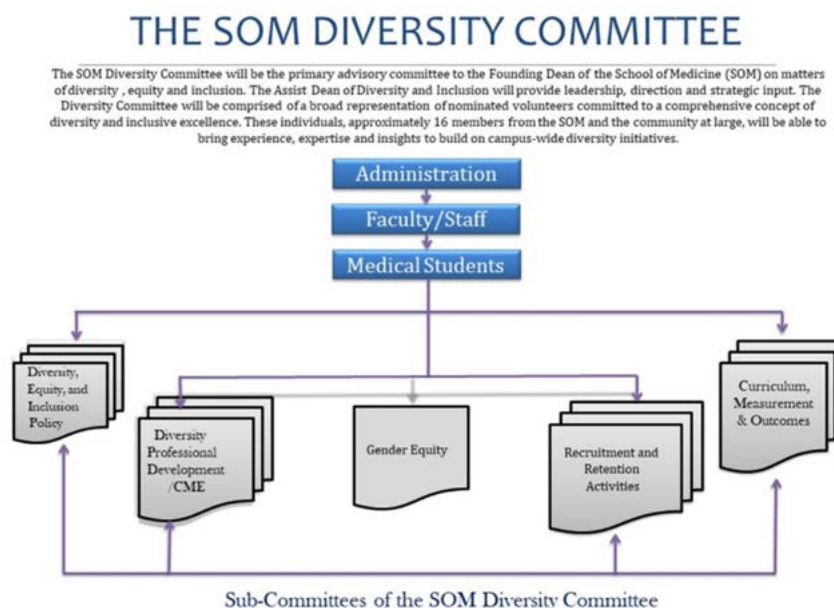 THE SOM DIVERSITY COMMITTEE
The SOM Diversity Committee will be the primary advisory committee to the Founding Dean of the School of Medicine (SOM) on matters
of diversity , equity and inclusion. The Assist Dean of Diversity and Inclusion will provide leadership, direction and strategic input. The
Diversity Committee will be comprised of a broad representation of nominated volunteers committed to a comprehensive concept of
diversity and inclusive excellence. These individuals, approximately 16 members from the SOM and the community at large, will be able to
bring experience, expertise and insights to build on campus-wide diversity initiatives.
Administration
Faculty/Staff
Medical Students
Diversity,
Equity, and
Inclusion
Policy
Diversity
Professional
Development
/CME
Gender Equity
Recruitment and
Retention
Activities
Curriculum,
Measurement
& Outcomes
Sub-Committees of the SOM Diversity Committee